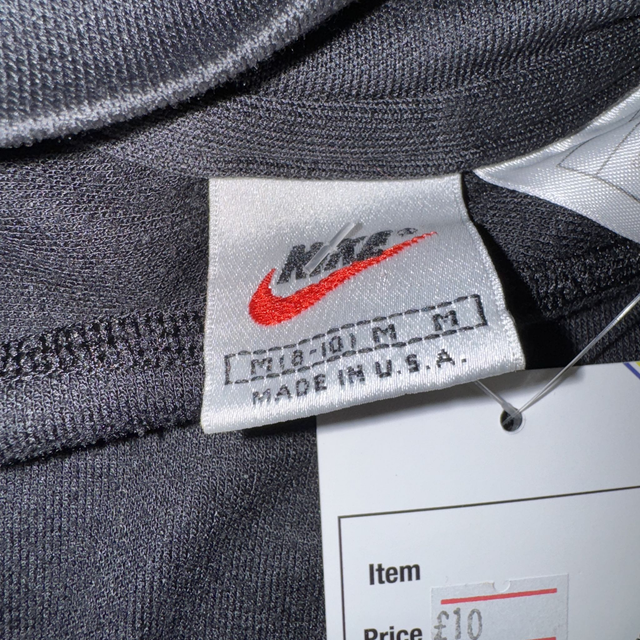 NIKE®
M(8-10) M M
MADE IN U.S.A.
Item
Price £10